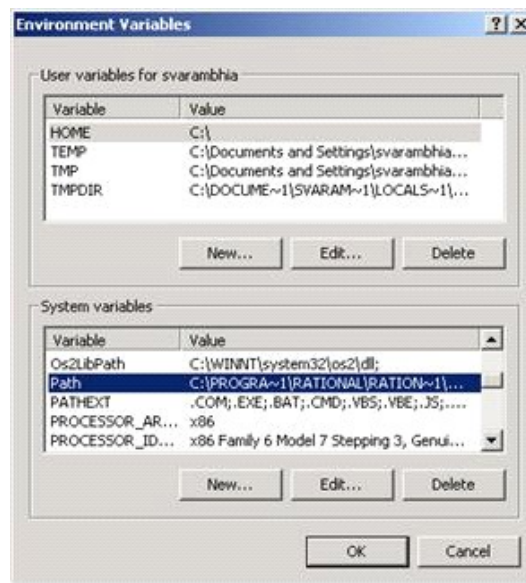 Environment Variables
User variables for svarambhia
Variable Value
HOME C:\
TEMP C:\Documents and Settings\svarambhia...
TMP C:\Documents and Settings\svarambhia...
TMPDIR C:\DOCUME~1\SVARAM~1\LOCALS~1\...
New... Edit... Delete
System variables
Variable Value
Os2LibPath C:\WINNT\system32\os2\dll;
Path C:\PROGRA~1\RATIONAL\RATION~1\...
PATHEXT .COM;.EXE;.BAT;.CMD;.VBS;.VBE;.JS;....
PROCESSOR_AR... x86
PROCESSOR_ID... x86 Family 6 Model 7 Stepping 3, Genui...
New... Edit... Delete
OK Cancel